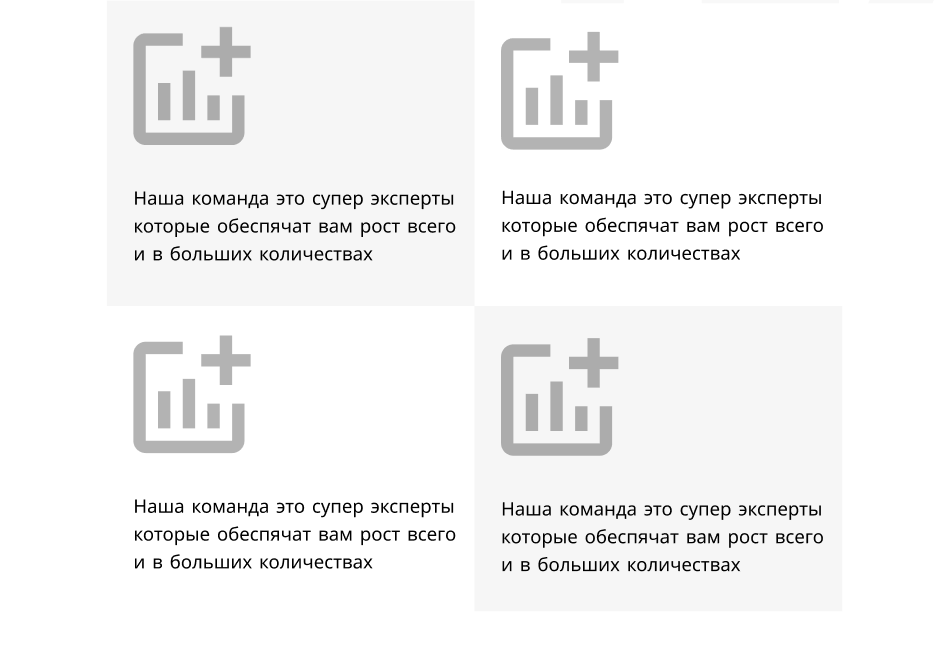 Наша команда это супер эксперты
которые обеспячат вам рост всего
и в больших количествах
Наша команда это супер эксперты
которые обеспячат вам рост всего
и в больших количествах
Наша команда это супер эксперты
которые обеспячат вам рост всего
и в больших количествах
Наша команда это супер эксперты
которые обеспячат вам рост всего
и в больших количествах